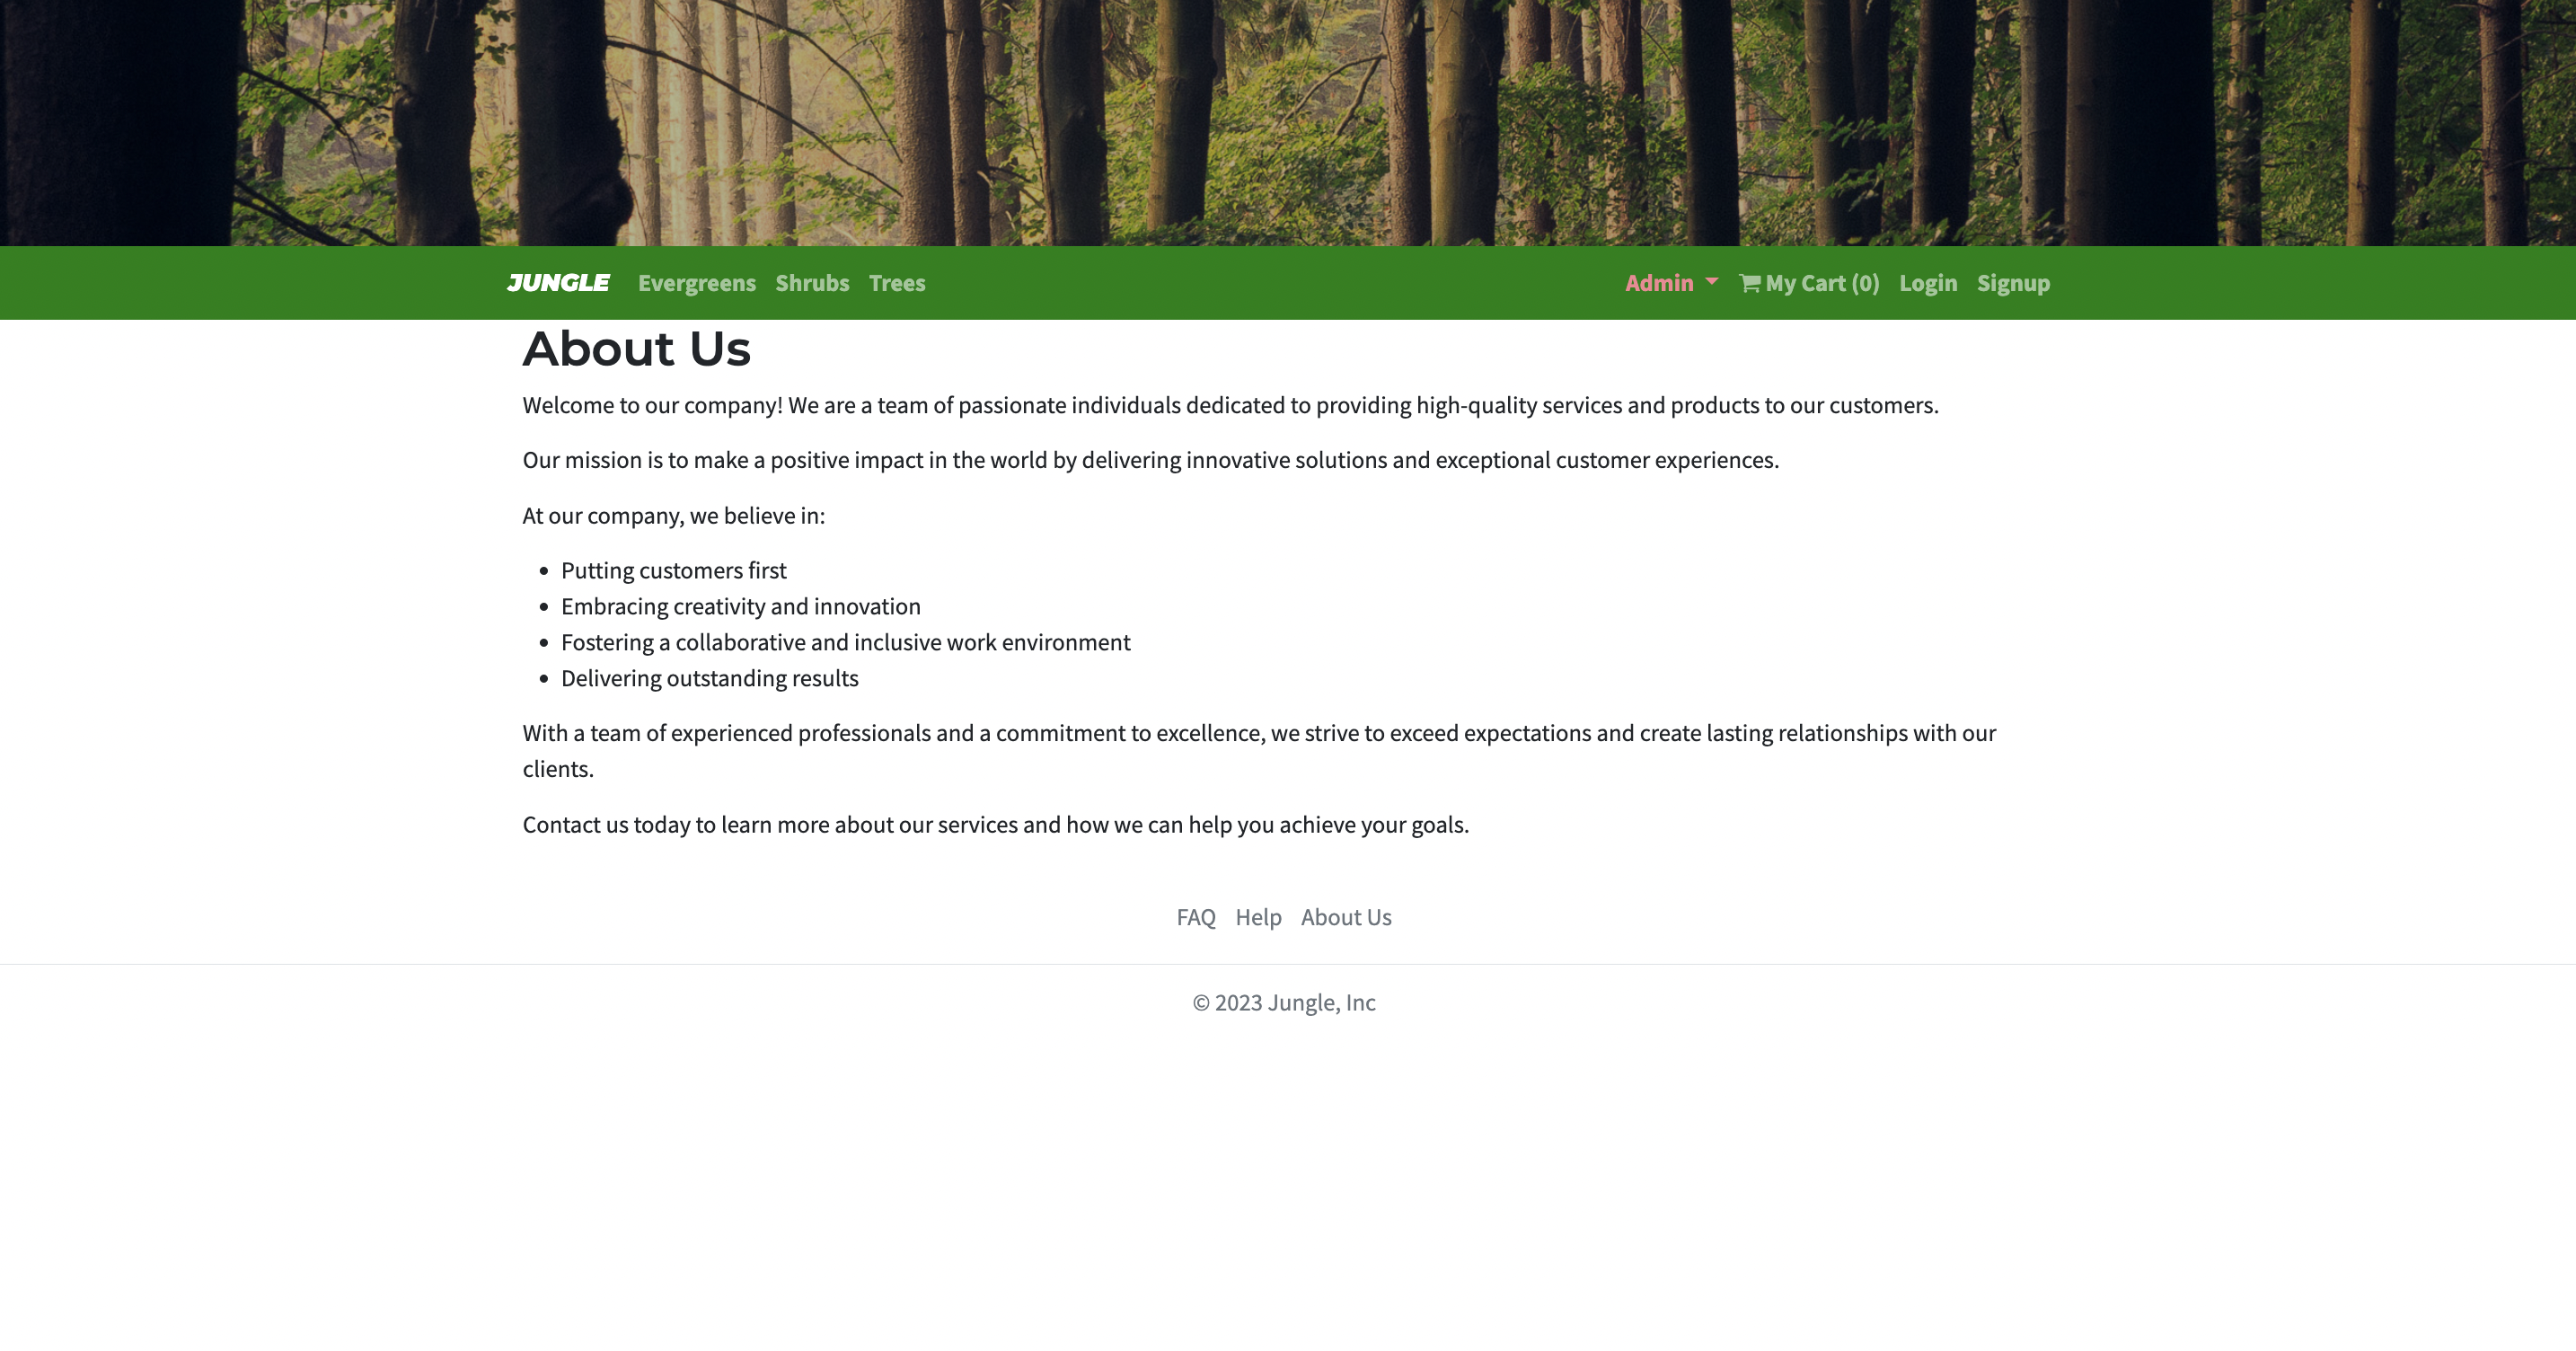 JUNGLE Evergreens Shrubs Trees Admin My Cart (0) Login Signup
About Us
Welcome to our company! We are a team of passionate individuals dedicated to providing high-quality services and products to our customers.
Our mission is to make a positive impact in the world by delivering innovative solutions and exceptional customer experiences.
At our company, we believe in:
• Putting customers first
• Embracing creativity and innovation
• Fostering a collaborative and inclusive work environment
• Delivering outstanding results
With a team of experienced professionals and a commitment to excellence, we strive to exceed expectations and create lasting relationships with our
clients.
Contact us today to learn more about our services and how we can help you achieve your goals.
FAQ Help About Us
© 2023 Jungle, Inc